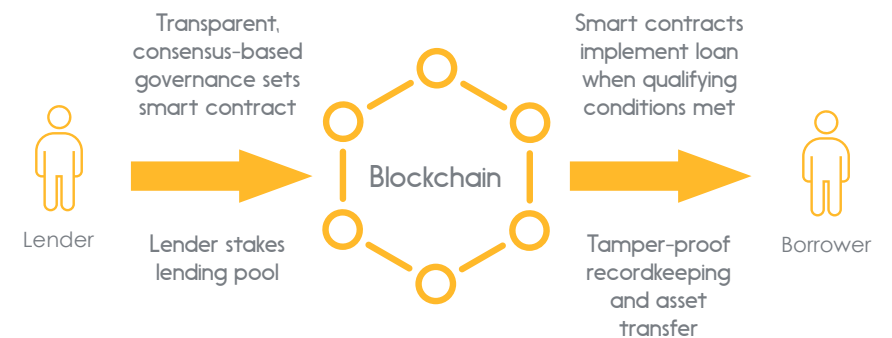 Transparent,
consensus-based
governance sets
smart contract
Smart contracts
implement loan
when qualifying
conditions met
Blockchain
Lender
Lender stakes
lending pool
Tamper-proof
recordkeeping
and asset
transfer
Borrower